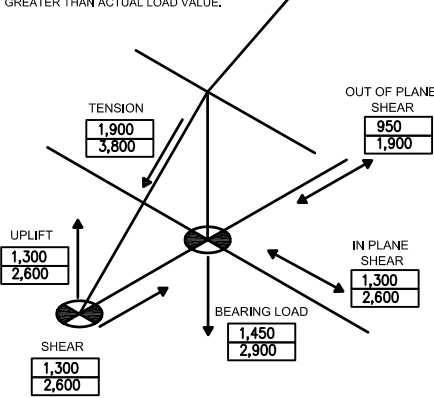 GREATER THAN ACTUAL LOAD VALUE.
TENSION
1,900
3,800
OUT OF PLANE
SHEAR
950
1,900
UPLIFT
1,300
2,600
IN PLANE
SHEAR
1,300
2,600
BEARING LOAD
1,450
2,900
SHEAR
1,300
2,600